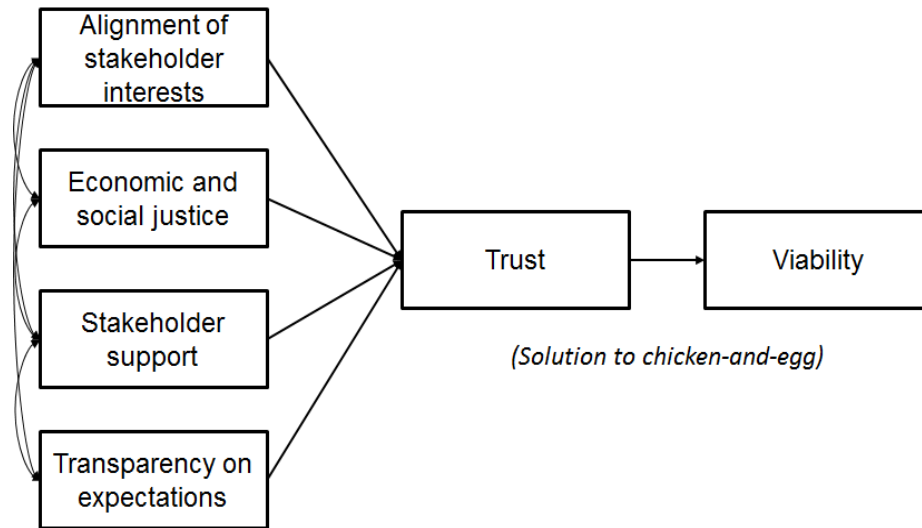 Alignment of
stakeholder
interests
Economic and
social justice
Stakeholder
support
Transparency on
expectations
Trust
Viability
(Solution to chicken-and-egg)